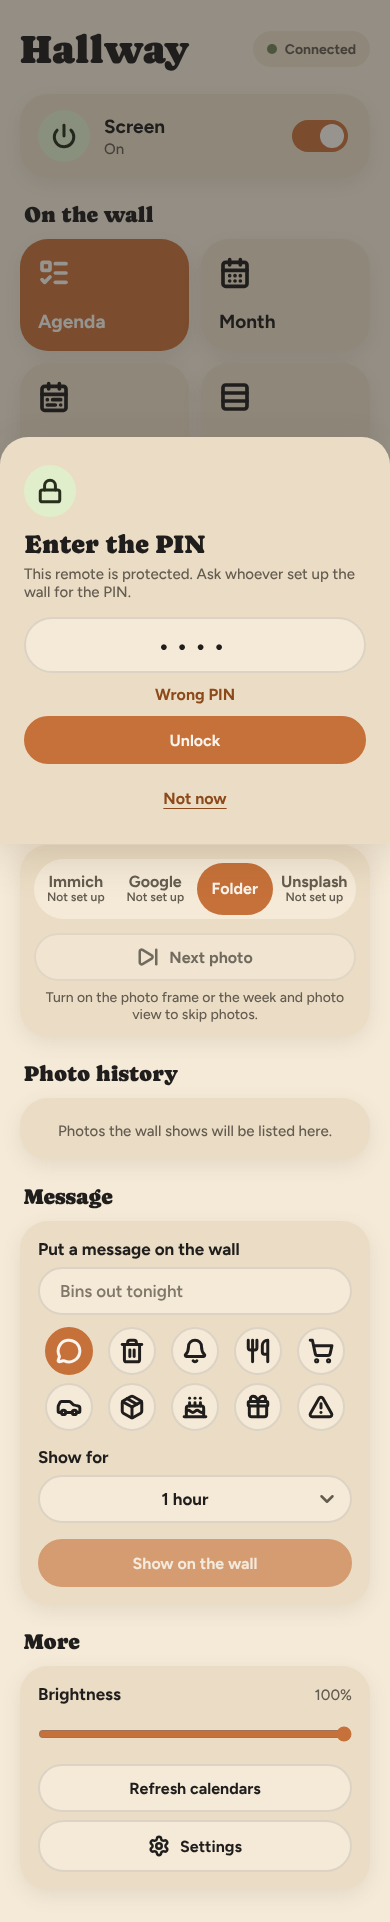 Hallway
Connected
Screen
On
On the wall
Agenda
Month
Enter the PIN
This remote is protected. Ask whoever set up the
wall for the PIN.
• • • •
Wrong PIN
Unlock
Not now
Immich
Not set up
Google
Not set up
Folder
Unsplash
Not set up
Next photo
Turn on the photo frame or the week and photo
view to skip photos.
Photo history
Photos the wall shows will be listed here.
Message
Put a message on the wall
Bins out tonight
Show for
1 hour
Show on the wall
More
Brightness
100%
Refresh calendars
Settings